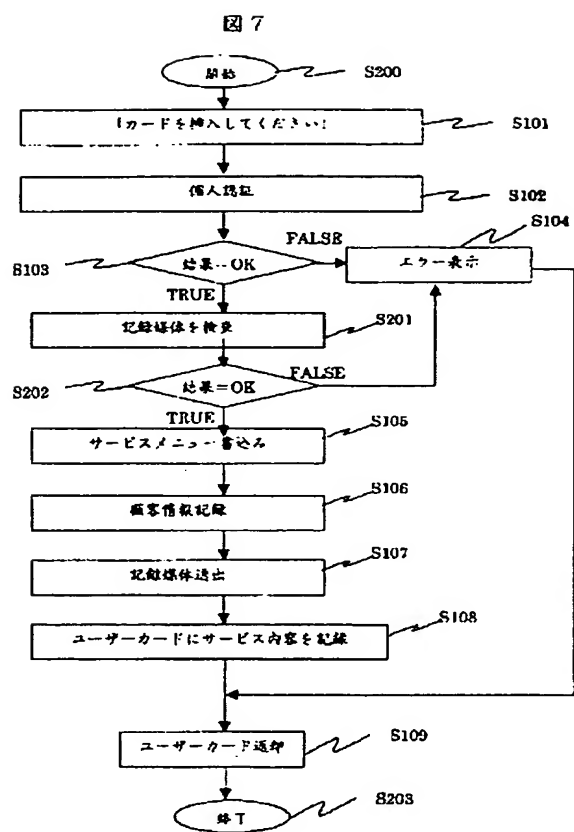 図7
開始
S200
「カードを挿入してください」
S101
個人認証
S102
S104
FALSE
S103
結果=OK
エラー表示
TRUE
S201
記録媒体を検査
FALSE
S202
結果=OK
TRUE
S105
サービスメニュー書込み
S106
顧客情報記録
S107
記録媒体送出
S108
ユーザーカードにサービス内容を記録
S109
ユーザーカード返却
S203
終了